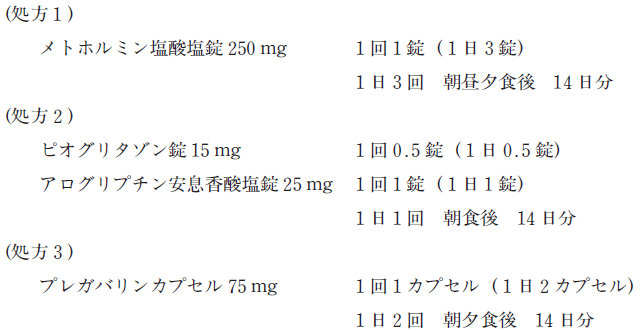 (処方1)
メトホルミン塩酸塩錠 250 mg 1回1錠(1日3錠)
1日3回 朝昼夕食後 14日分
(処方2)
ピオグリタゾン錠 15 mg 1回0.5錠(1日0.5錠)
アログリプチン安息香酸塩錠 25 mg 1回1錠(1日1錠)
1日1回 朝食後 14日分
(処方3)
プレガバリンカプセル 75 mg 1回1カプセル(1日2カプセル)
1日2回 朝夕食後 14日分